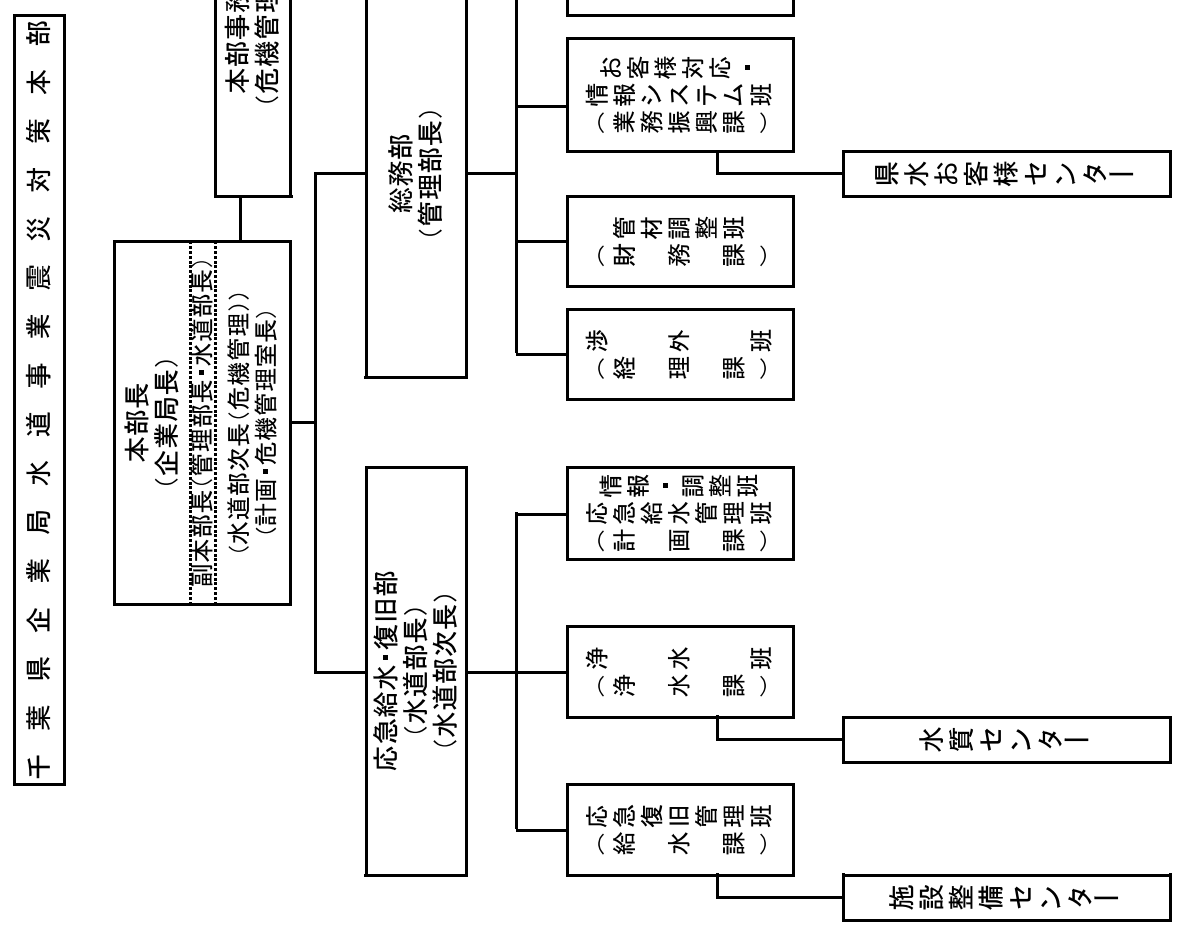 千葉県企業局水道事業震災対策本部
本部長
（企業局長）
副本部長（管理部長・水道部長）
（水道部次長（危機管理））
（計画・危機管理室長）
本部事務
（危機管理
応急給水・復旧部
（水道部長）
（水道部次長）
総務部
（管理部長）
お客様対応・
情報システム班
（業務振興課）
管材調整班
（財務課）
渉外班
（経理課）
情報・調整班
応急給水管理班
（計画課）
浄水班
（浄水課）
応急復旧管理班
（給水課）
県水お客様センター
水質センター
施設整備センター